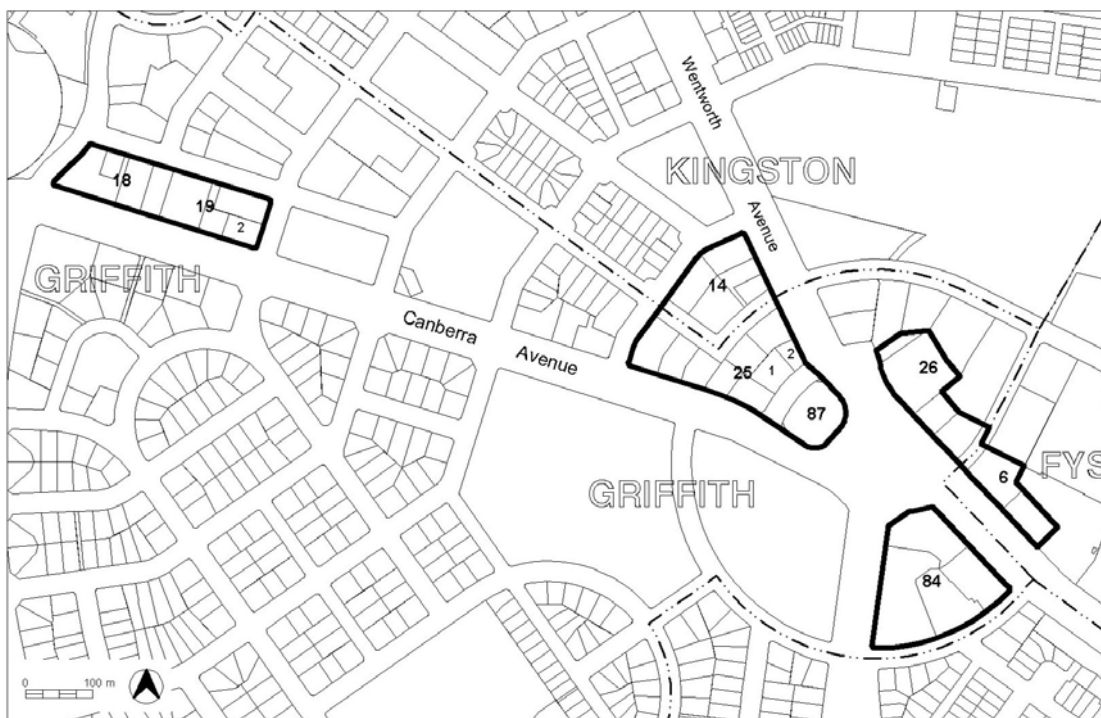 Wentworth
KINGSTON
18
19
2
Avenue
GRIFFITH
14
Canberra
Avenue
2
25
1
26
87
FYS
6
GRIFFITH
84
0
100 m